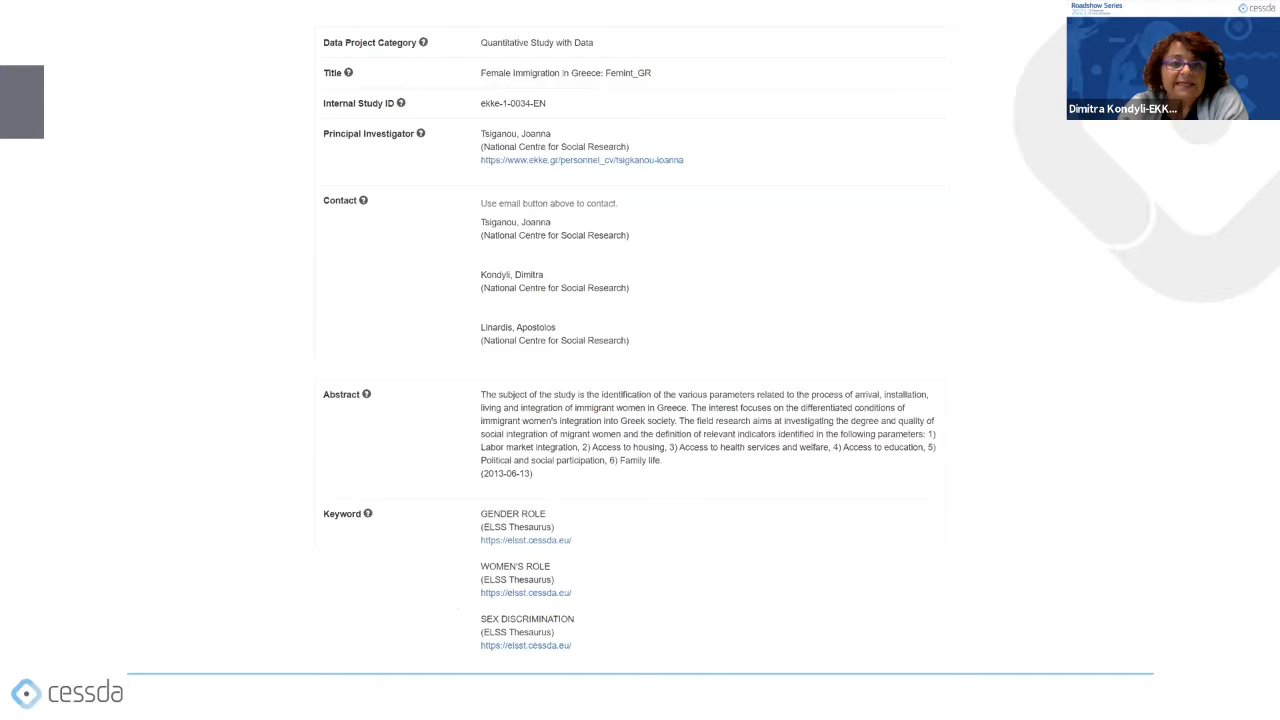 Roadshow Series
2021
cessda
Dimitra Kondyli-EKK...
Data Project Category
Quantitative Study with Data
Title
Female Immigration in Greece: Femint_GR
Internal Study ID
ekke-1-0034-EN
Principal Investigator
Tsiganou, Joanna
(National Centre for Social Research)
https://www.ekke.gr/personnel_cv/tsigkanou-ioanna
Contact
Use email button above to contact.
Tsiganou, Joanna
(National Centre for Social Research)
Kondyli, Dimitra
(National Centre for Social Research)
Linardis, Apostolos
(National Centre for Social Research)
Abstract
The subject of the study is the identification of the various parameters related to the process of arrival, installation,
living and integration of immigrant women in Greece. The interest focuses on the differentiated conditions of
immigrant women's integration into Greek society. The field research aims at investigating the degree and quality of
social integration of migrant women and the definition of relevant indicators identified in the following parameters: 1)
Labor market integration, 2) Access to housing, 3) Access to health services and welfare, 4) Access to education, 5)
Political and social participation, 6) Family life.
(2013-06-13)
Keyword
GENDER ROLE
(ELSS Thesaurus)
https://elsst.cessda.eu/
WOMEN'S ROLE
(ELSS Thesaurus)
https://elsst.cessda.eu/
SEX DISCRIMINATION
(ELSS Thesaurus)
https://elsst.cessda.eu/
cessda